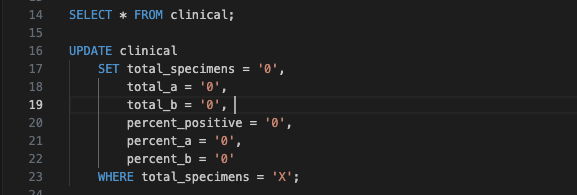 14 SELECT * FROM clinical;
15
16 UPDATE clinical
17 SET total_specimens = '0',
18 total_a = '0',
19 total_b = '0',
20 percent_positive = '0',
21 percent_a = '0',
22 percent_b = '0'
23 WHERE total_specimens = 'X';